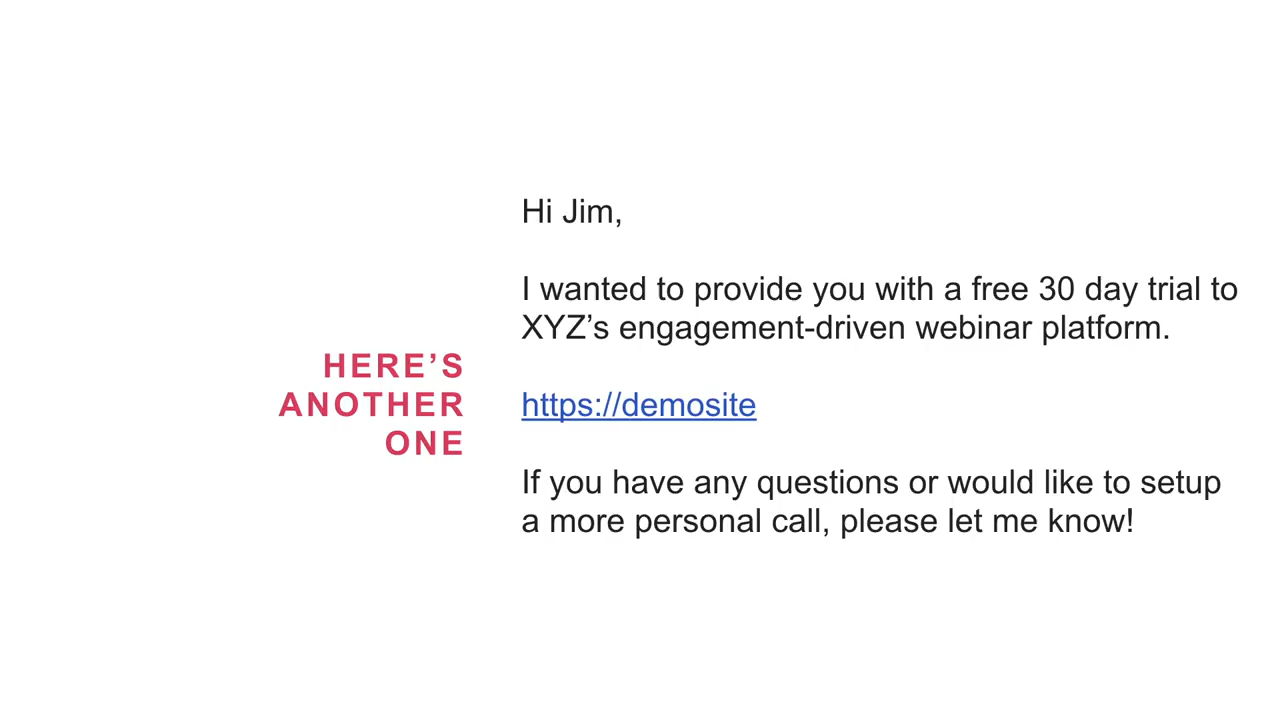 HERE’S
ANOTHER
ONE
Hi Jim,
I wanted to provide you with a free 30 day trial to
XYZ’s engagement-driven webinar platform.
https://demosite
If you have any questions or would like to setup
a more personal call, please let me know!